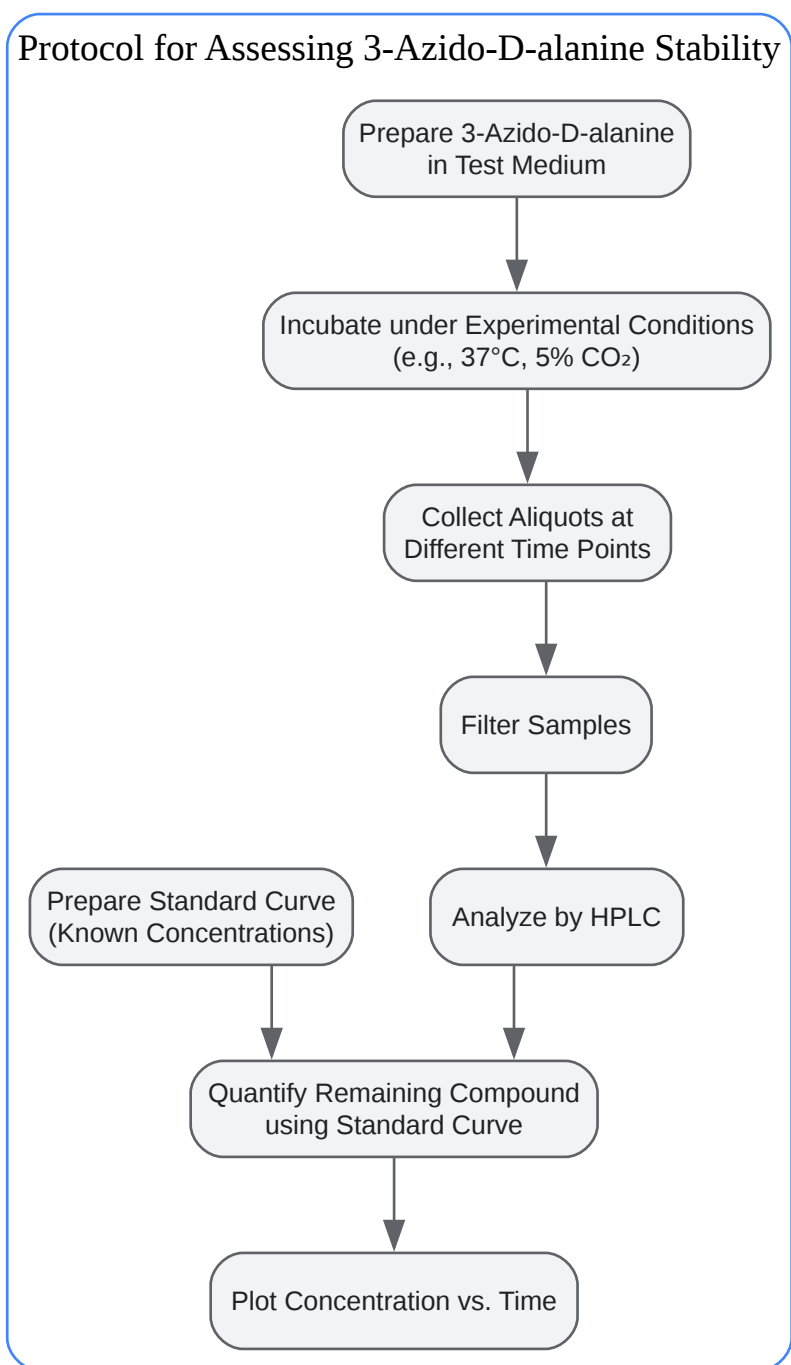 Protocol for Assessing 3-Azido-D-alanine Stability
Prepare 3-Azido-D-alanine
in Test Medium
Incubate under Experimental Conditions
(e.g., 37°C, 5% CO₂)
Collect Aliquots at
Different Time Points
Filter Samples
Prepare Standard Curve
(Known Concentrations)
Analyze by HPLC
Quantify Remaining Compound
using Standard Curve
Plot Concentration vs. Time